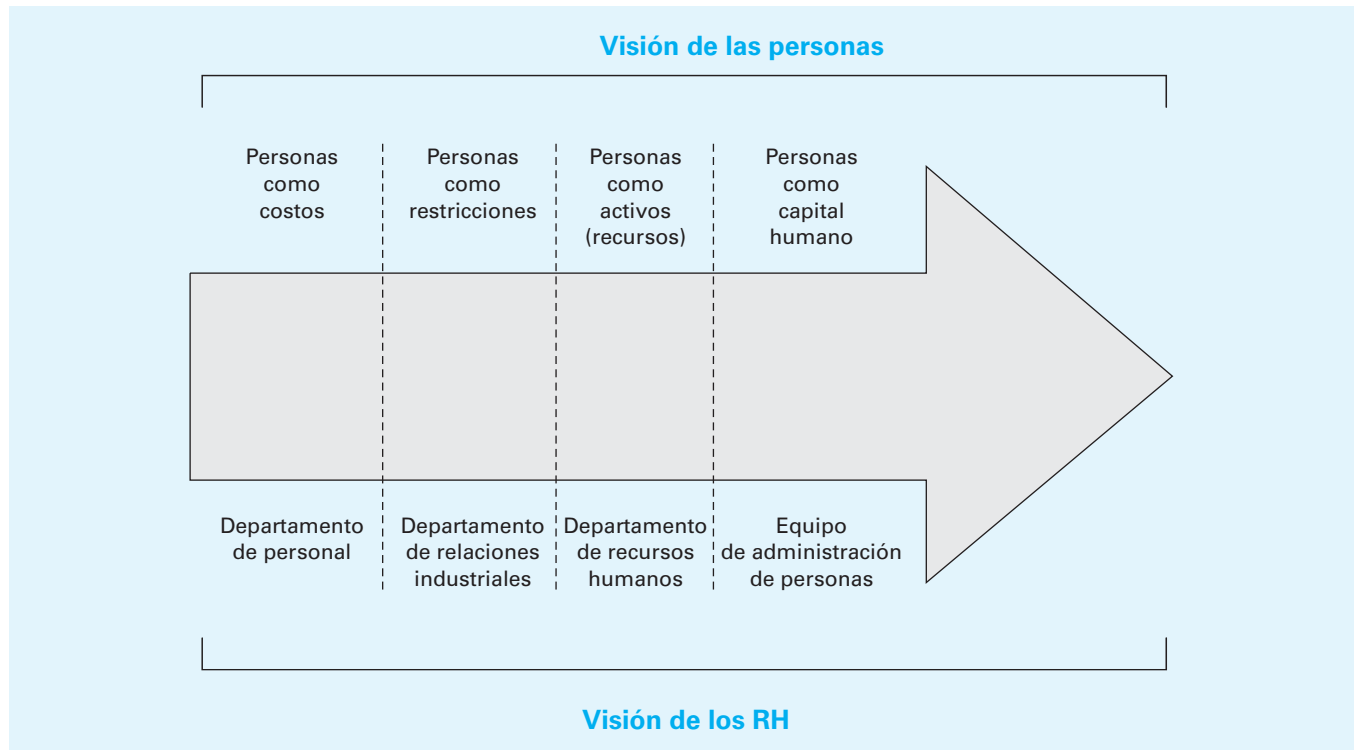 Visión de las personas
Personas
como
costos
Personas
como
restricciones
Personas
como
activos
(recursos)
Personas
como
capital
humano
Departamento
de personal
Departamento
de relaciones
industriales
Departamento
de recursos
humanos
Equipo
de administración
de personas
Visión de los RH